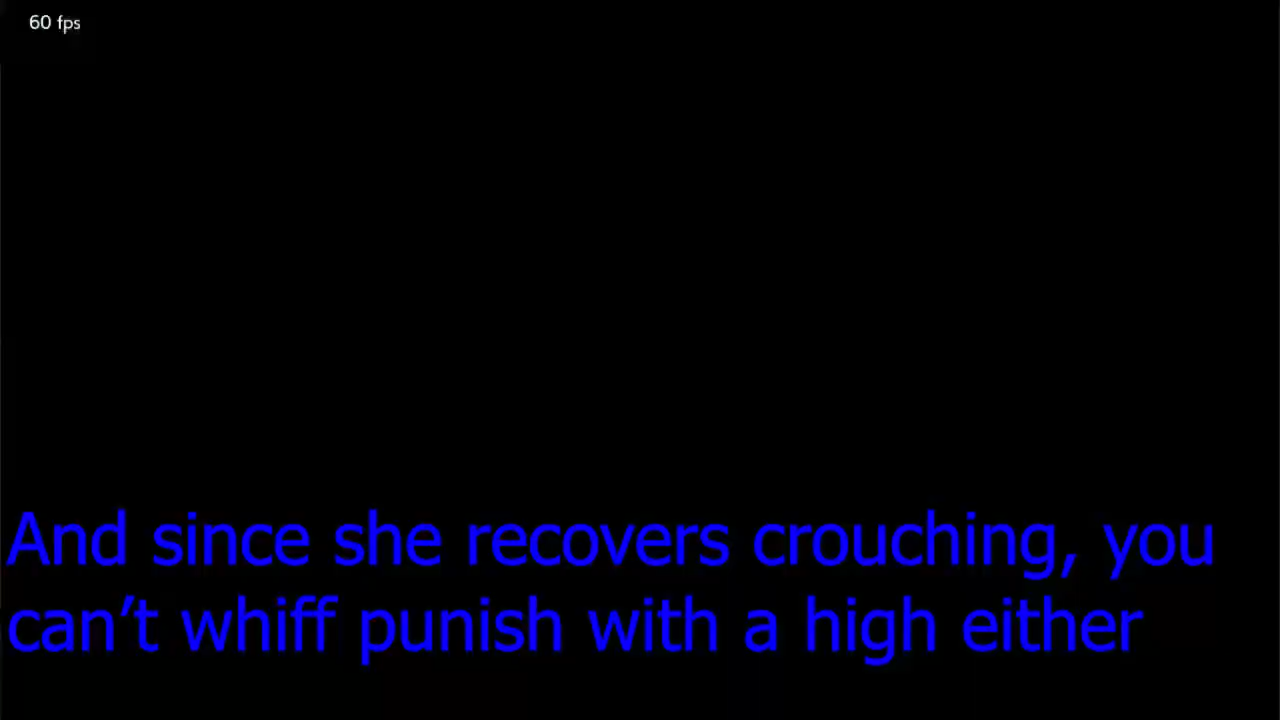 60 fps
And since she recovers crouching, you
can’t whiff punish with a high either